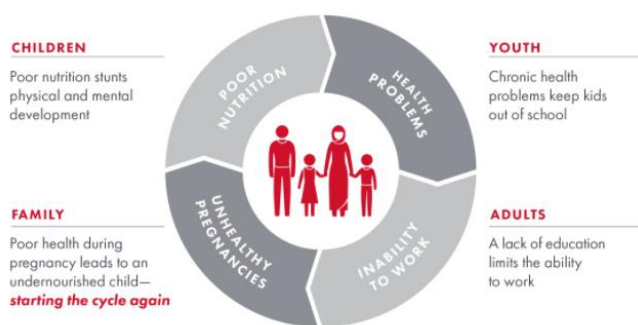 CHILDREN
Poor nutrition stunts
physical and mental
development
POOR
NUTRITION
HEALTH
PROBLEMS
YOUTH
Chronic health
problems keep kids
out of school
FAMILY
Poor health during
pregnancy leads to an
undernourished child—
starting the cycle again
UNHEALTHY
PREGNANCIES
INABILITY
TO WORK
ADULTS
A lack of education
limits the ability
to work